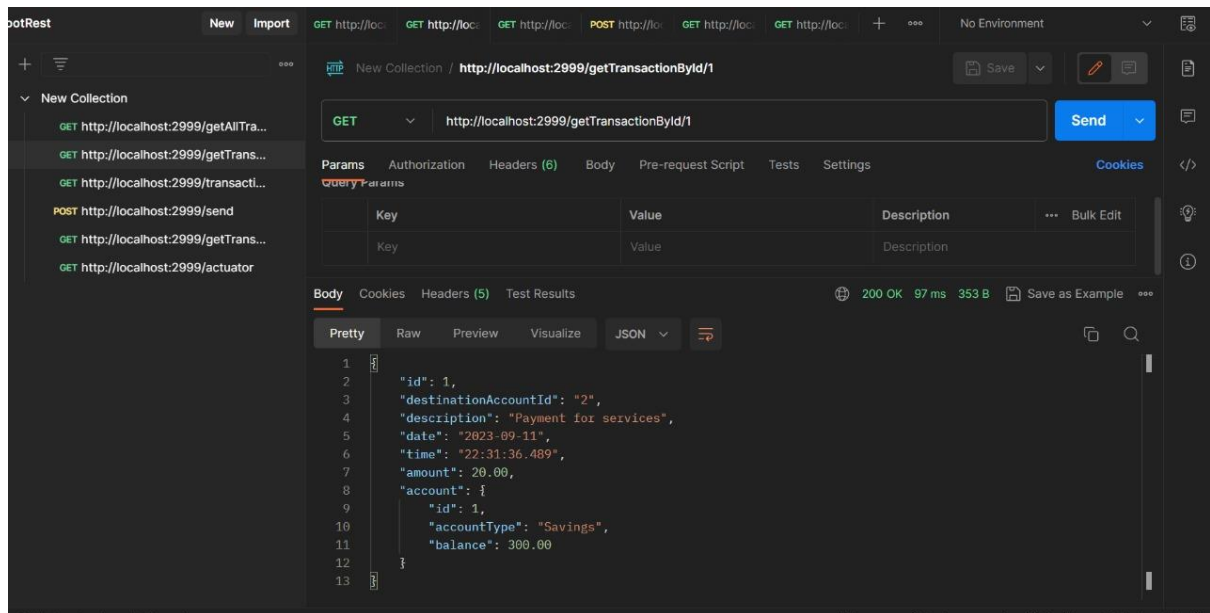 ootRest New Import
GET http://loca GET http://loca GET http://loca POST http://lo GET http://loca GET http://loca No Environment
HTTP New Collection / http://localhost:2999/getTransactionById/1 Save
New Collection
GET http://localhost:2999/getAllTra...
GET http://localhost:2999/getTrans...
GET http://localhost:2999/transacti...
POST http://localhost:2999/send
GET http://localhost:2999/getTrans...
GET http://localhost:2999/actuator
GET http://localhost:2999/getTransactionById/1 Send
Params Authorization Headers (6) Body Pre-request Script Tests Settings Cookies
Query Params
Key Value Description Bulk Edit
Key Value Description
Body Cookies Headers (5) Test Results 200 OK 97 ms 353 B Save as Example
Pretty Raw Preview Visualize JSON
1 {
2 "id": 1,
3 "destinationAccountId": "2",
4 "description": "Payment for services",
5 "date": "2023-09-11",
6 "time": "22:31:36.489",
7 "amount": 20.00,
8 "account": {
9 "id": 1,
10 "accountType": "Savings",
11 "balance": 300.00
12 }
13 }